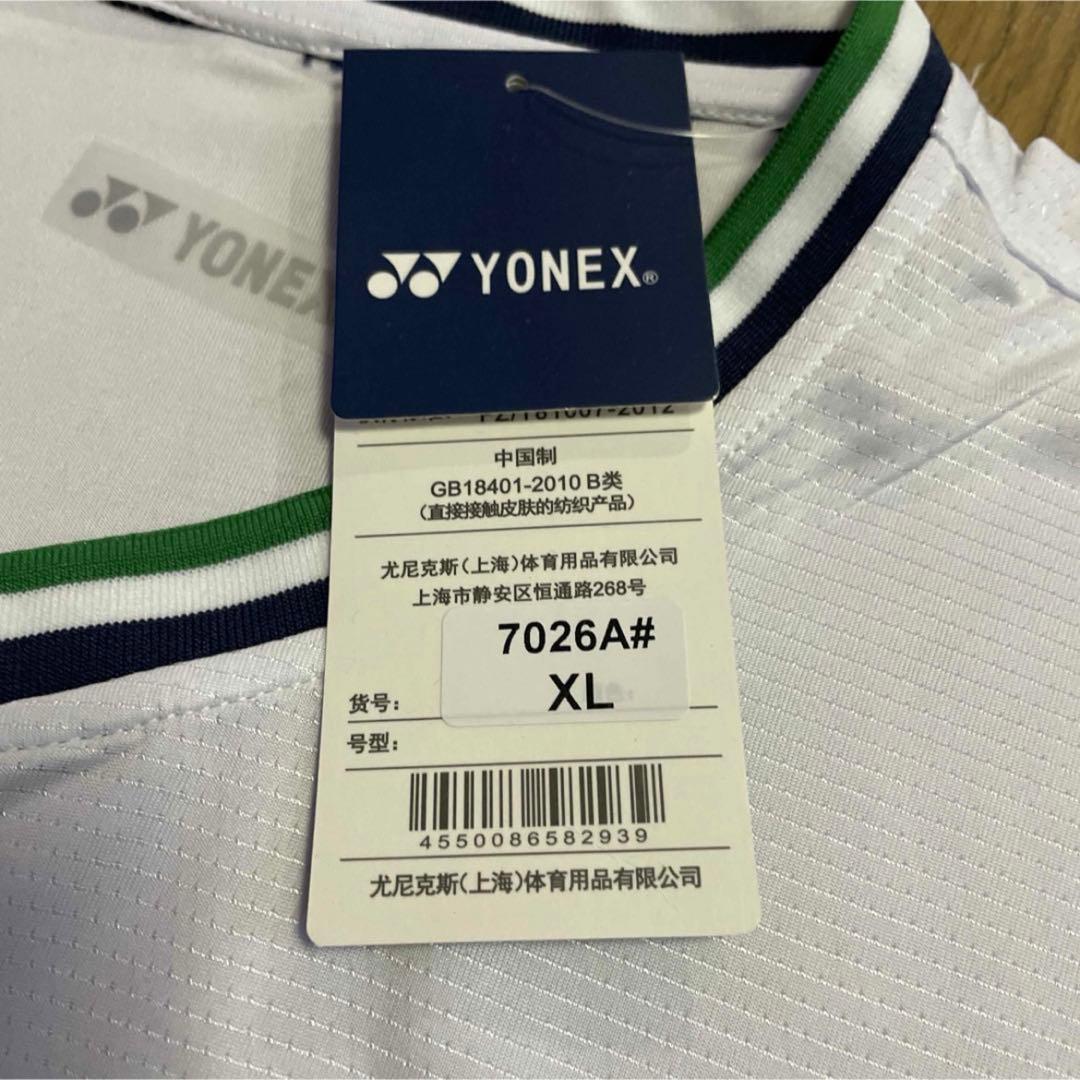 YONEX
YONEX®
中国制
GB18401-2010 B类
(直接接触皮肤的纺织产品)
尤尼克斯(上海)体育用品有限公司
上海市静安区恒通路268号
7026A#
XL
货号:
号型:
4550086582939
尤尼克斯(上海)体育用品有限公司